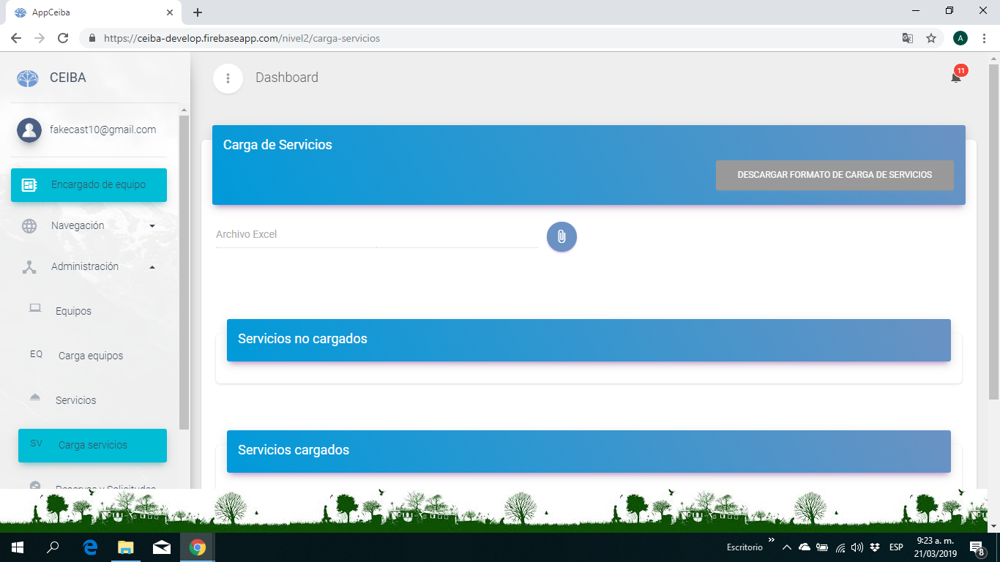 AppCeiba
https://ceiba-develop.firebaseapp.com/nivel2/carga-servicios
A
CEIBA
Dashboard
11
fakecast10@gmail.com
Carga de Servicios
DESCARGAR FORMATO DE CARGA DE SERVICIOS
Encargado de equipo
Navegación
Archivo Excel
Administración
Equipos
Servicios no cargados
EQ Carga equipos
Servicios
SV Carga servicios
Servicios cargados
Reservas y Solicitudes
Escritorio
ESP
9:23 a. m.
21/03/2019
8